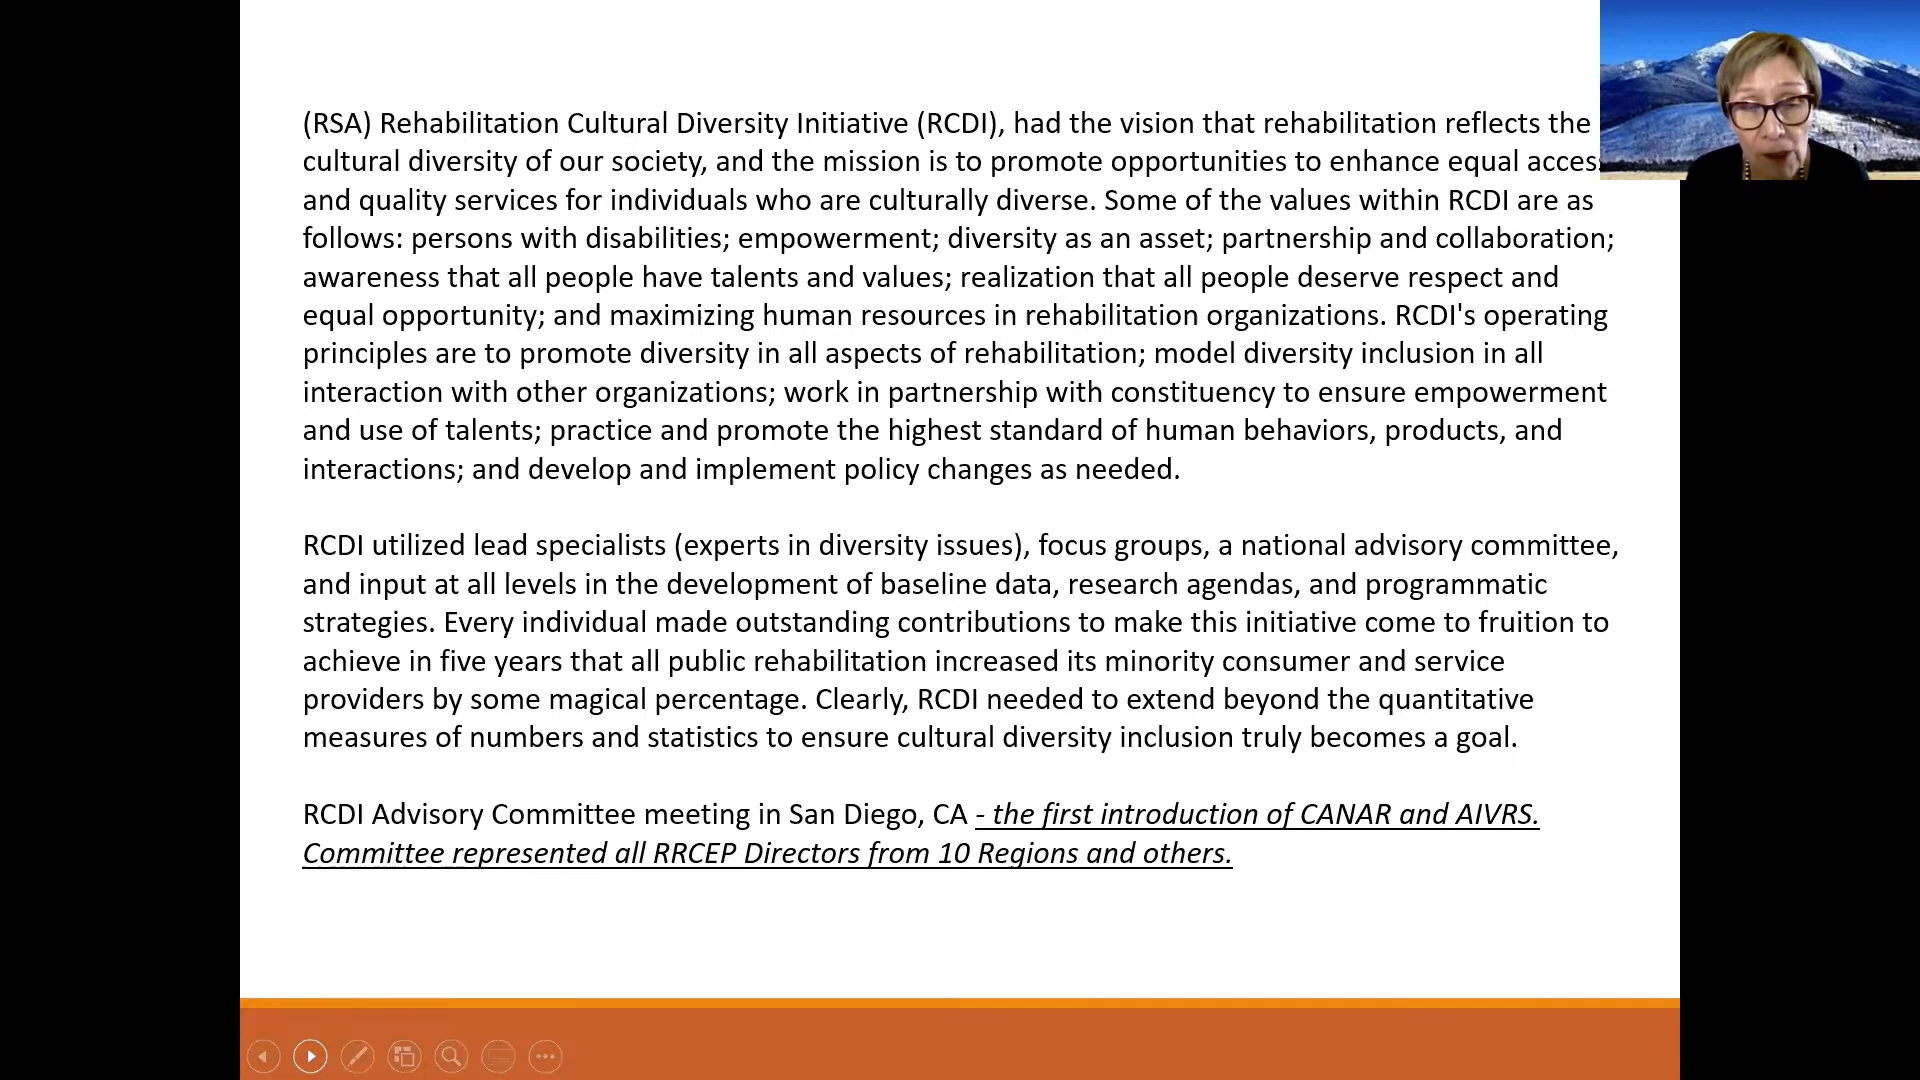 (RSA) Rehabilitation Cultural Diversity Initiative (RCDI), had the vision that rehabilitation reflects the
cultural diversity of our society, and the mission is to promote opportunities to enhance equal acces
and quality services for individuals who are culturally diverse. Some of the values within RCDI are as
follows: persons with disabilities; empowerment; diversity as an asset; partnership and collaboration;
awareness that all people have talents and values; realization that all people deserve respect and
equal opportunity; and maximizing human resources in rehabilitation organizations. RCDI's operating
principles are to promote diversity in all aspects of rehabilitation; model diversity inclusion in all
interaction with other organizations; work in partnership with constituency to ensure empowerment
and use of talents; practice and promote the highest standard of human behaviors, products, and
interactions; and develop and implement policy changes as needed.
RCDI utilized lead specialists (experts in diversity issues), focus groups, a national advisory committee,
and input at all levels in the development of baseline data, research agendas, and programmatic
strategies. Every individual made outstanding contributions to make this initiative come to fruition to
achieve in five years that all public rehabilitation increased its minority consumer and service
providers by some magical percentage. Clearly, RCDI needed to extend beyond the quantitative
measures of numbers and statistics to ensure cultural diversity inclusion truly becomes a goal.
RCDI Advisory Committee meeting in San Diego, CA - the first introduction of CANAR and AIVRS.
Committee represented all RRCEP Directors from 10 Regions and others.